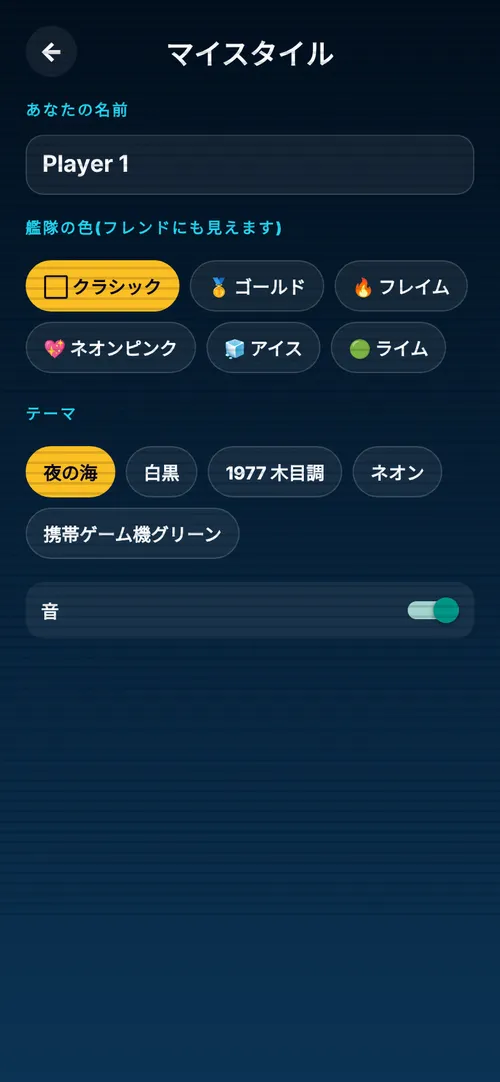 マイスタイル
あなたの名前
Player 1
艦隊の色(フレンドにも見えます)
クラシック 🥇 ゴールド 🔥 フレイム
💖 ネオンピンク 🧊 アイス 🟢 ライム
テーマ
夜の海 白黒 1977 木目調 ネオン
携帯ゲーム機グリーン
音